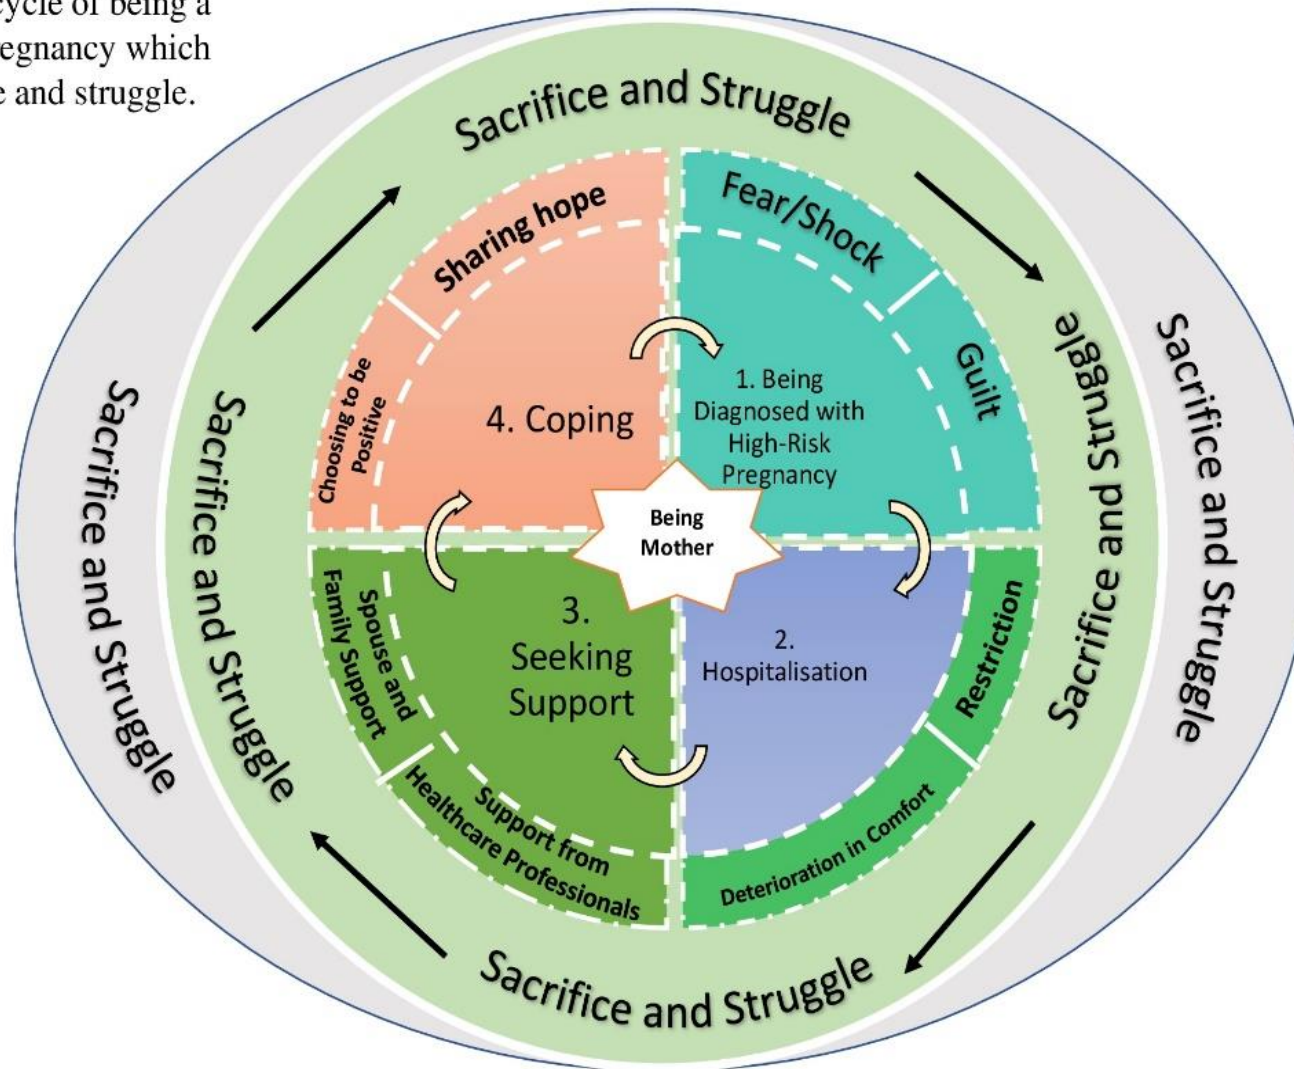 cycle of being a
egnancy which
e and struggle.
Sacrifice and Struggle
Sacrifice and Struggle
Sacrifice and Struggle
Sacrifice and Struggle
Sacrifice and Struggle
Sacrifice and Struggle
Fear/Shock
Guilt
1. Being
Diagnosed with
High-Risk
Pregnancy
Restriction
Deterioration in Comfort
2.
Hospitalisation
3.
Seeking
Support
Support from
Healthcare Professionals
Spouse and
Family Support
4. Coping
Choosing to be
Positive
Sharing hope
Being
Mother